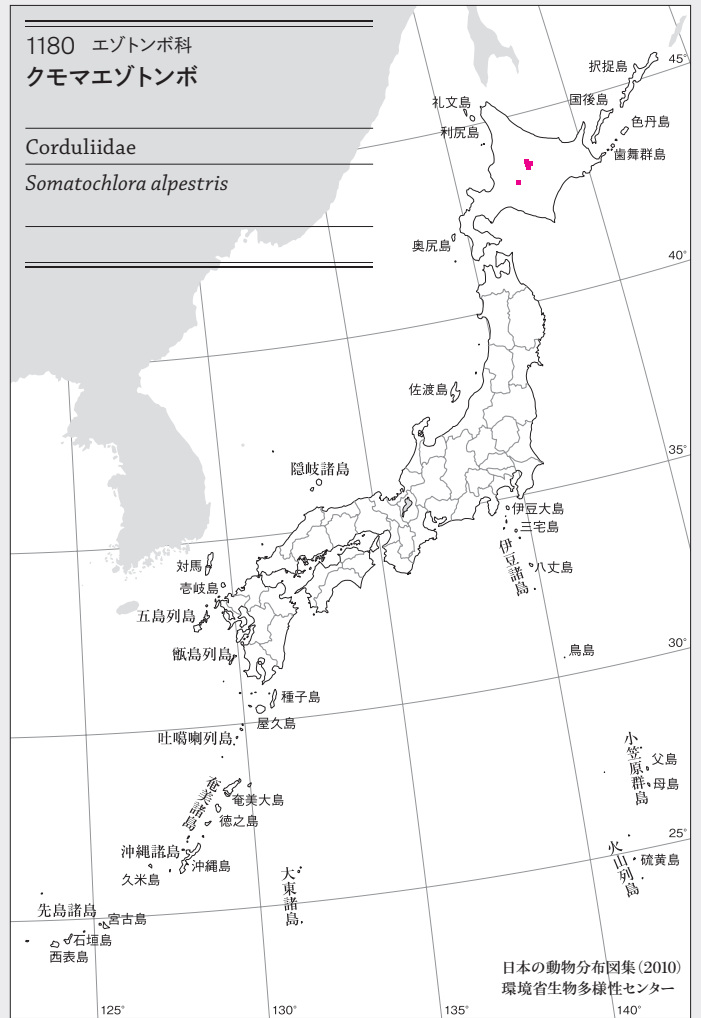 1180 エゾトンボ科
クモマエゾトンボ
Corduliidae
Somatochlora alpestris
択捉島
45°
礼文島
国後島
利尻島
色丹島
歯舞群島
奥尻島
40°
佐渡島
35°
隠岐諸島
伊豆大島
三宅島
伊豆諸島
八丈島
対馬
壱岐島
五島列島
甑島列島
鳥島
30°
種子島
屋久島
吐噶喇列島
小笠原群島
父島
母島
奄美諸島
奄美大島
徳之島
25°
沖縄諸島
沖縄島
久米島
火山列島
硫黄島
大東諸島
先島諸島
宮古島
石垣島
西表島
日本の動物分布図集(2010)
環境省生物多様性センター
125°
130°
135°
140°